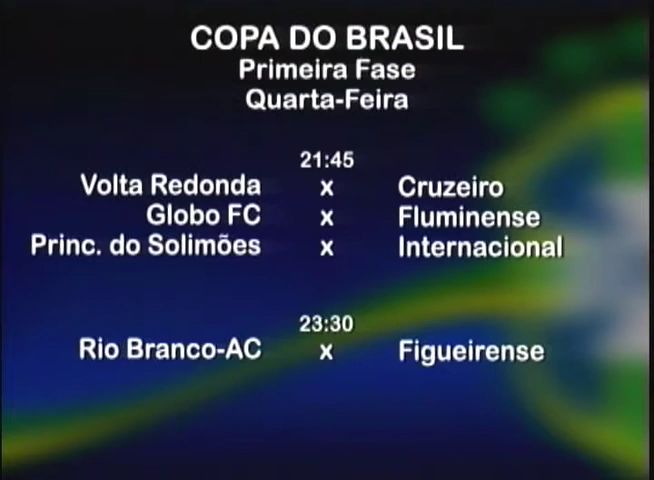 COPA DO BRASIL
Primeira Fase
Quarta-Feira
21:45
Volta Redonda x Cruzeiro
Globo FC x Fluminense
Princ. do Solimões x Internacional
23:30
Rio Branco-AC x Figueirense